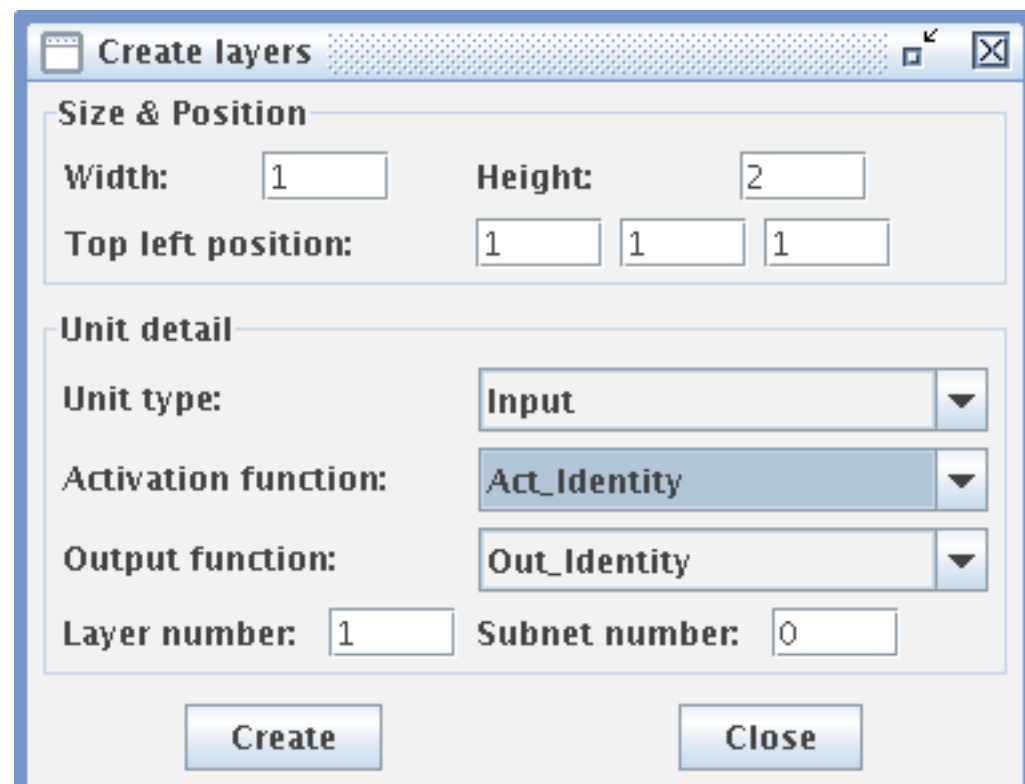 Create layers
Size & Position
Width: 1 Height: 2
Top left position: 1 1 1
Unit detail
Unit type: Input
Activation function: Act_Identity
Output function: Out_Identity
Layer number: 1 Subnet number: 0
Create Close